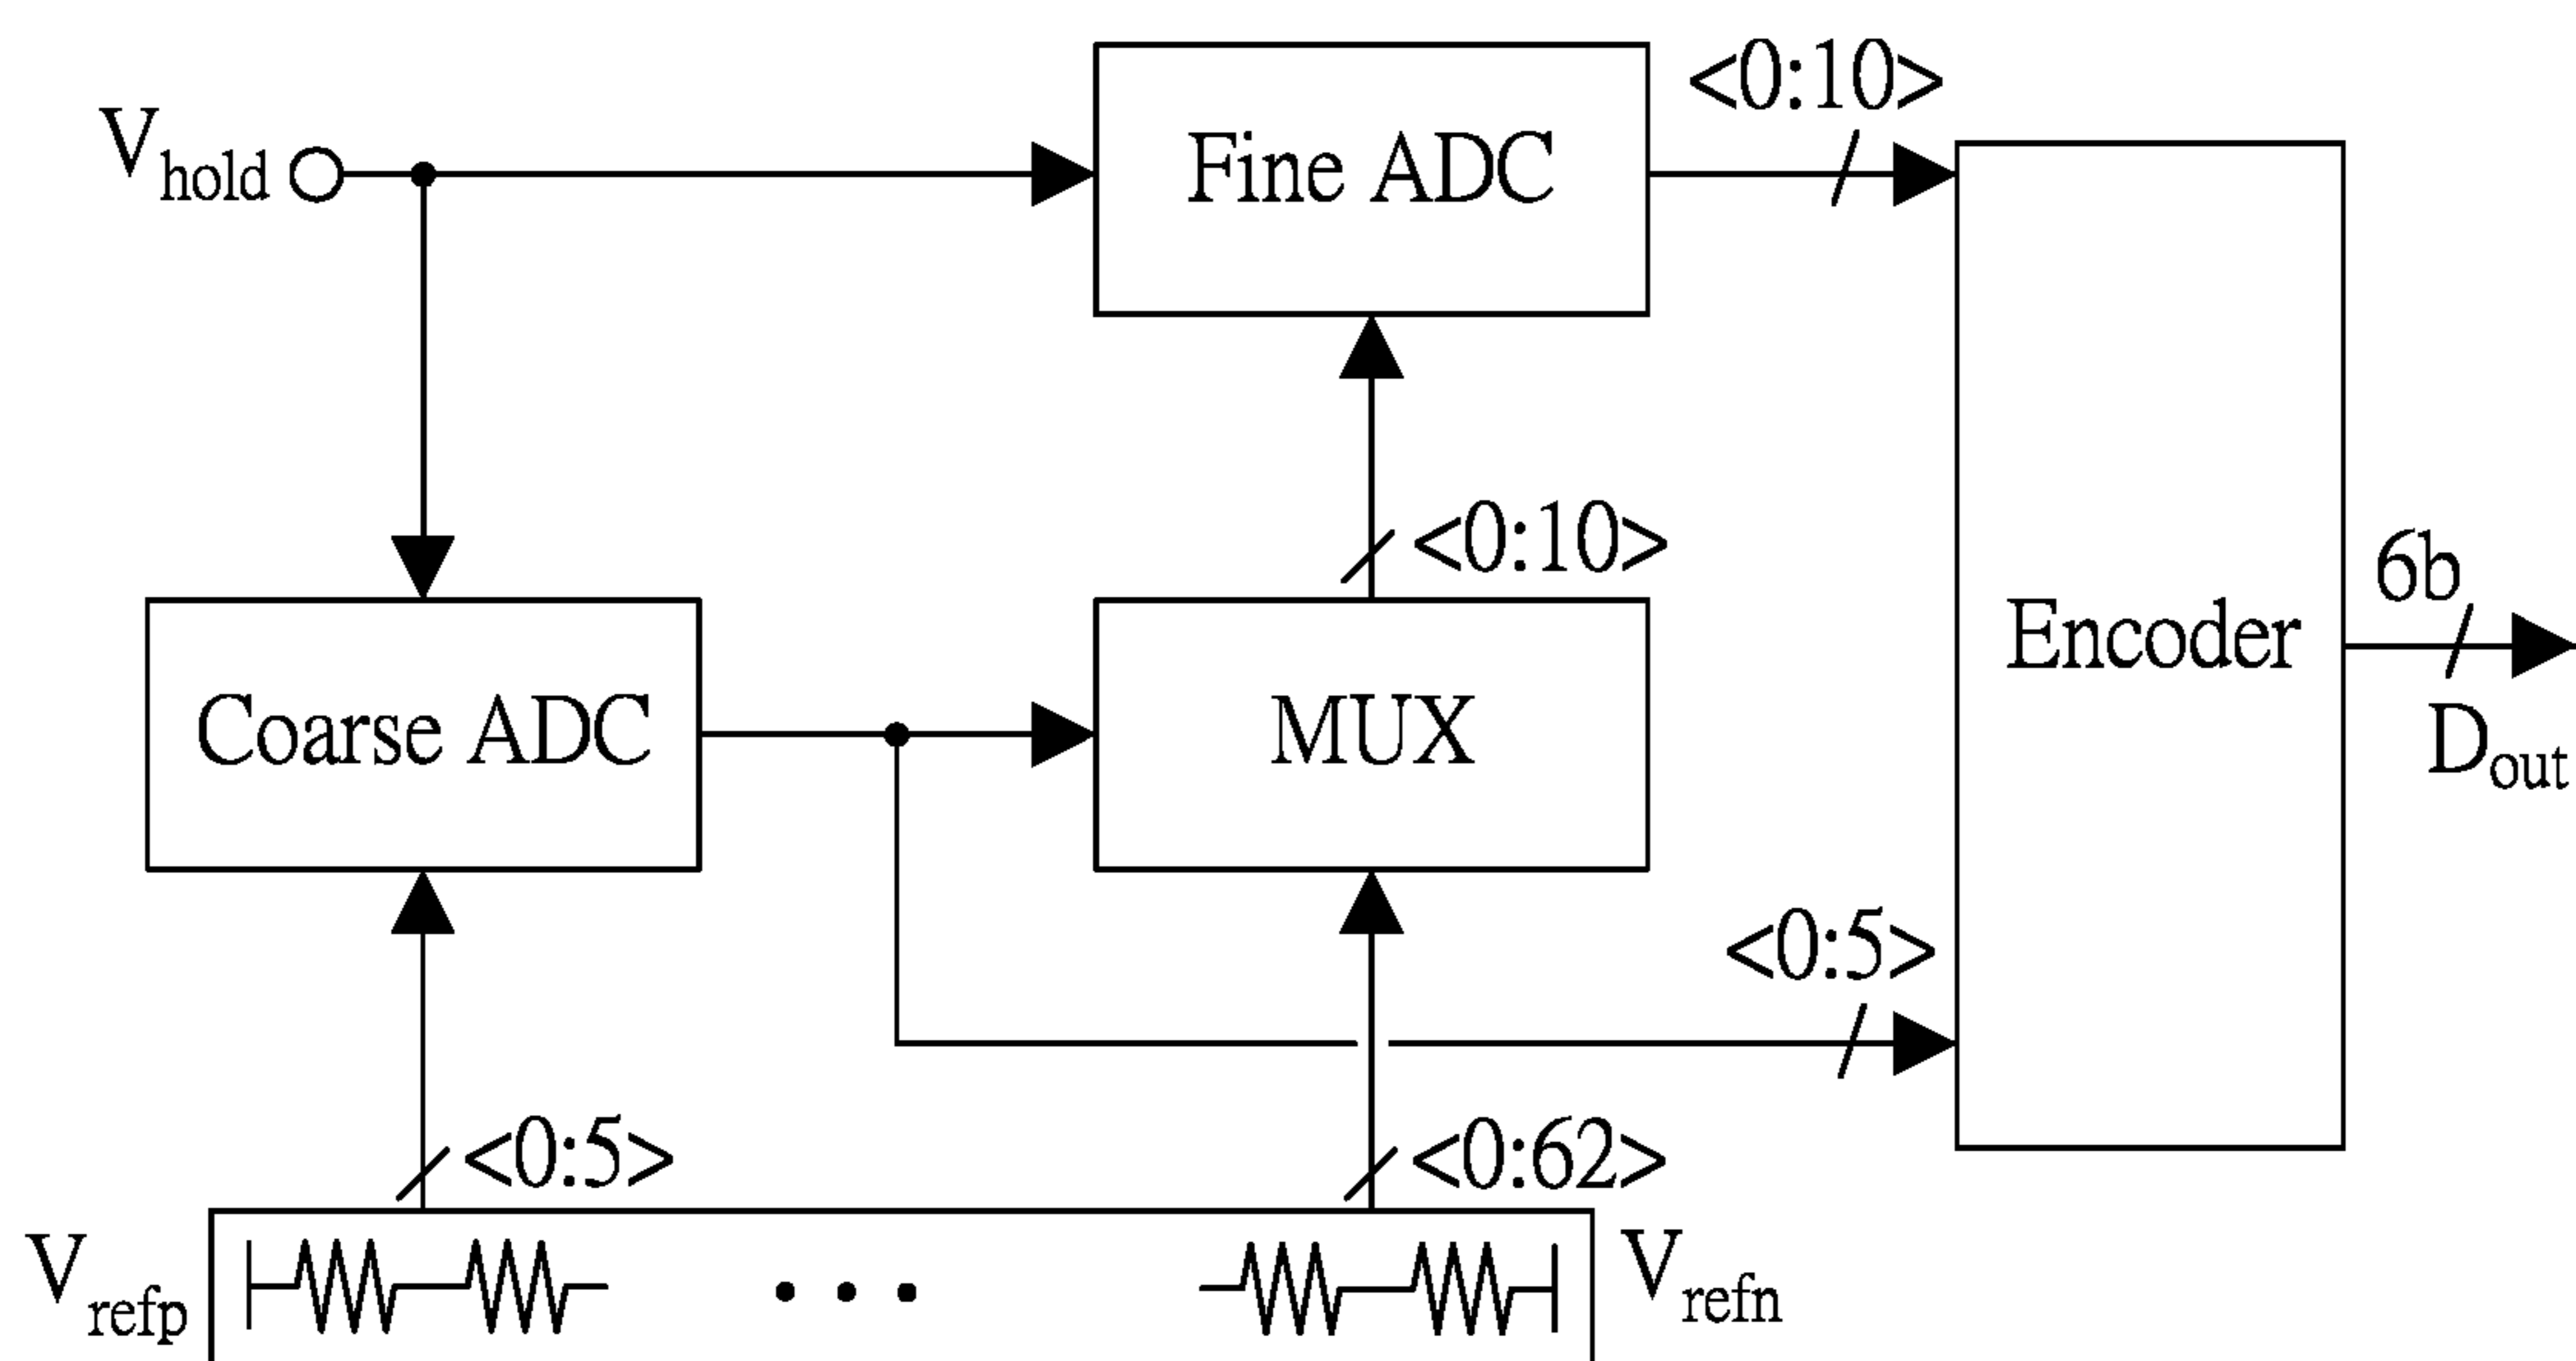 <0:10>
V_hold
Fine ADC
<0:10>
6b
Encoder
Coarse ADC
MUX
D_out
<0:5>
<0:5>
<0:62>
V_refp
V_refn